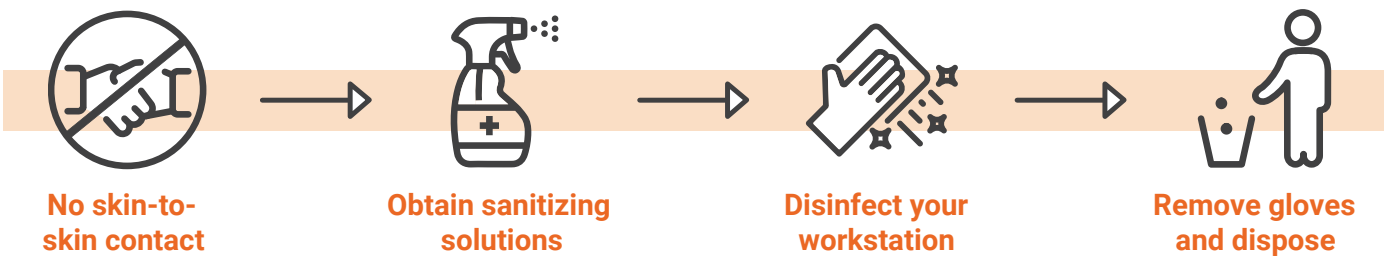 No skin-to-
skin contact
Obtain sanitizing
solutions
Disinfect your
workstation
Remove gloves
and dispose